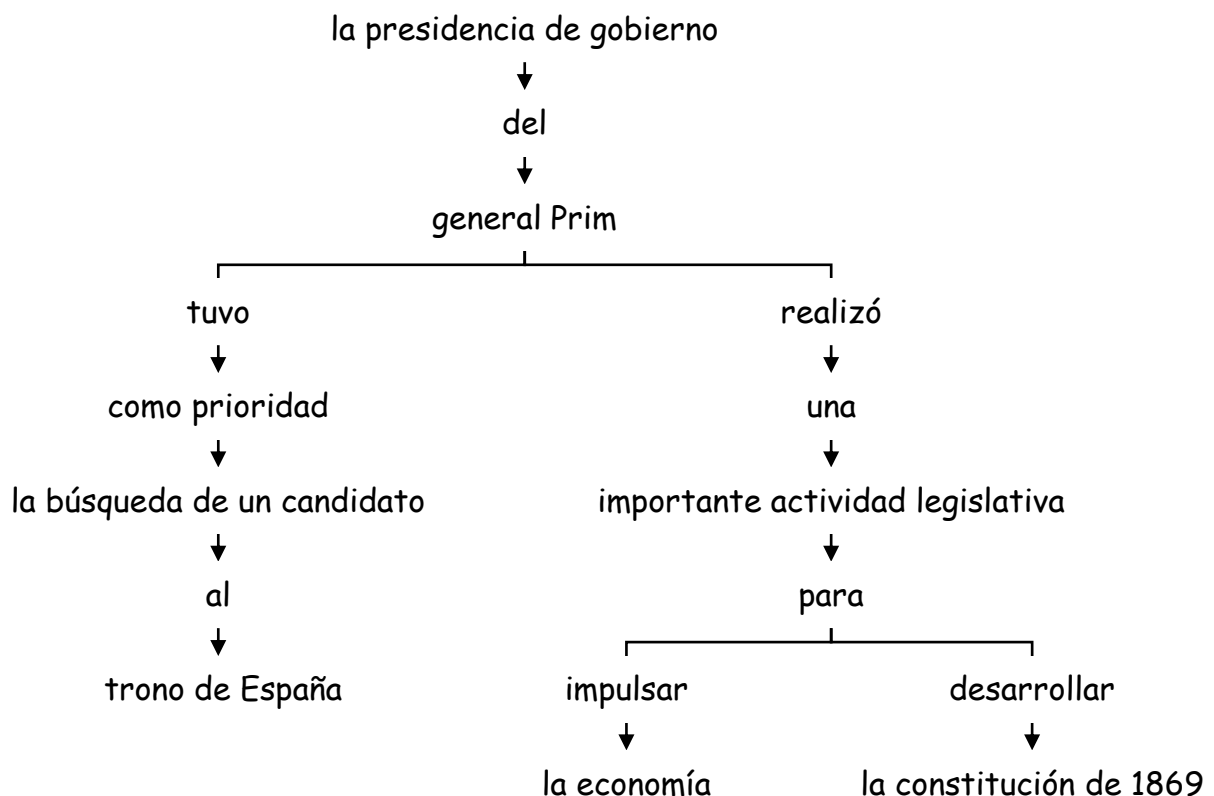 la presidencia de gobierno
del
general Prim
tuvo
realizó
como prioridad
una
la búsqueda de un candidato
importante actividad legislativa
al
para
trono de España
impulsar
desarrollar
la economía
la constitución de 1869